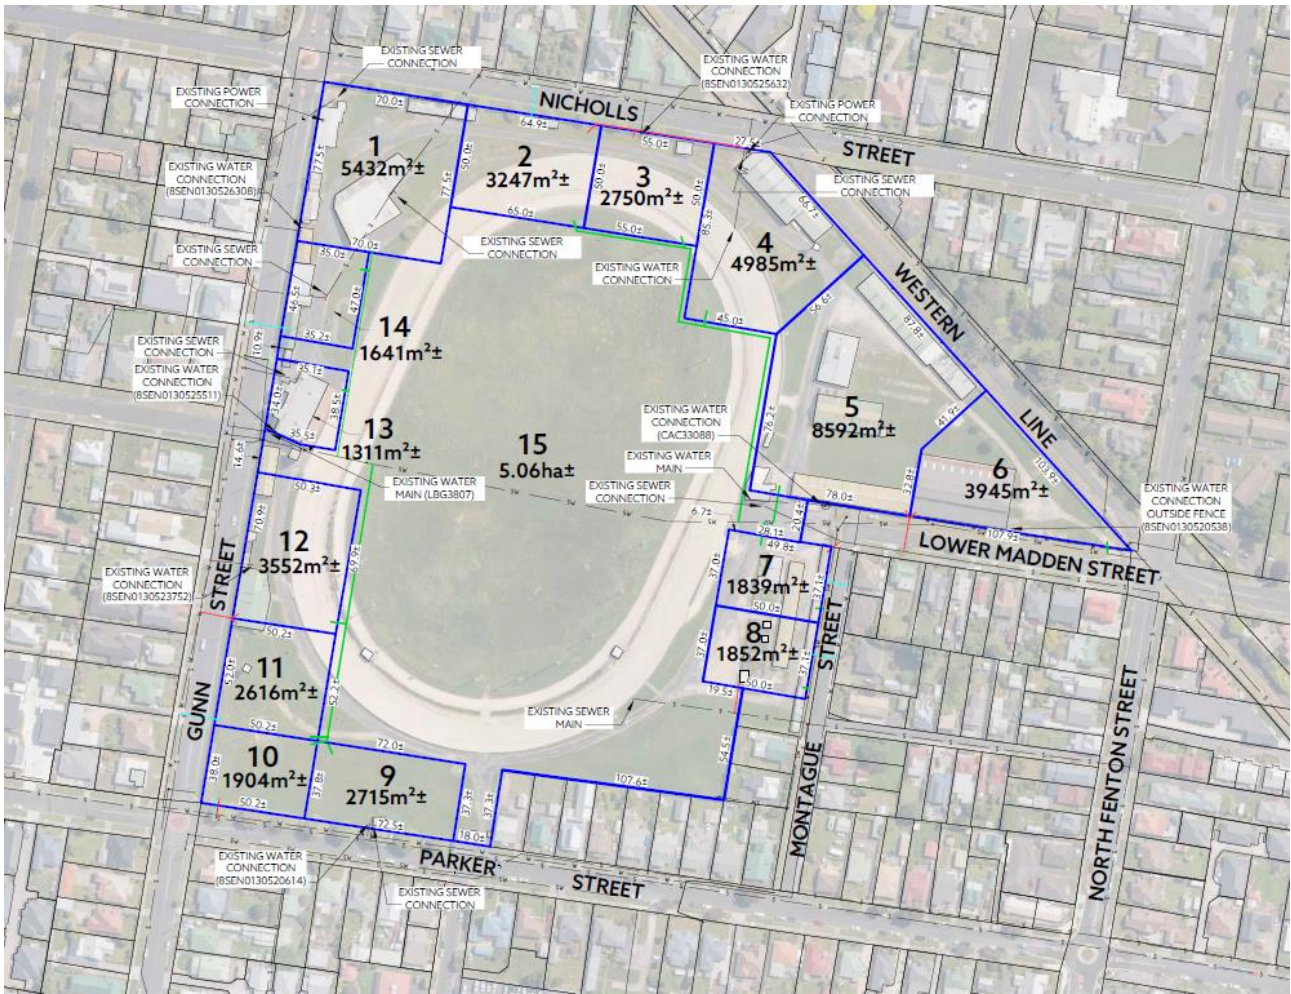 EXISTING SEWER
CONNECTION
EXISTING WATER
CONNECTION
(8SEN0130525632)
EXISTING POWER
CONNECTION
NICHOLLS
STREET
EXISTING POWER
CONNECTION
70.0±
64.9±
55.0±
27.5±
1
5432m²±
77.5±
77.5±
70.0±
2
3247m²±
50.0±
65.0±
3
2750m²±
50.0±
50.0±
55.0±
85.3±
EXISTING SEWER
CONNECTION
66.7±
4
4985m²±
45.0±
56.6±
EXISTING WATER
CONNECTION
(8SEN0130526308)
EXISTING SEWER
CONNECTION
EXISTING SEWER
CONNECTION
EXISTING WATER
CONNECTION
WESTERN
LINE
35.0±
46.5±
47.0±
35.2±
14
1641m²±
10.9±
EXISTING SEWER
CONNECTION
EXISTING WATER
CONNECTION
(8SEN0130525511)
35.1±
34.0±
38.5±
35.5±
13
1311m²±
14.6±
EXISTING WATER
MAIN (LBG3807)
15
5.06ha±
87.8±
5
8592m²±
76.2±
41.9±
32.8±
78.0±
20.4±
EXISTING WATER
CONNECTION
(CAC33088)
EXISTING WATER
MAIN
EXISTING SEWER
CONNECTION
6
3945m²±
103.9±
107.9±
EXISTING WATER
CONNECTION
OUTSIDE FENCE
(8SEN0120538)
LOWER MADDEN STREET
6.7±
28.1±
49.8±
7
1839m²±
37.0±
37.1±
50.0±
8
1852m²±
37.0±
37.1±
50.0±
19.5±
54.5±
107.6±
50.3±
70.9±
69.9±
12
3552m²±
EXISTING WATER
CONNECTION
(8SEN0130523752)
50.2±
11
2616m²±
52.0±
52.2±
50.2±
10
1904m²±
38.0±
37.8±
50.2±
72.0±
9
2715m²±
37.3±
37.3±
72.5±
18.0±
EXISTING SEWER
MAIN
GUNN
STREET
MONTAGUE
STREET
NORTH FENTON STREET
PARKER
STREET
EXISTING WATER
CONNECTION
(8SEN0130520614)
EXISTING SEWER
CONNECTION